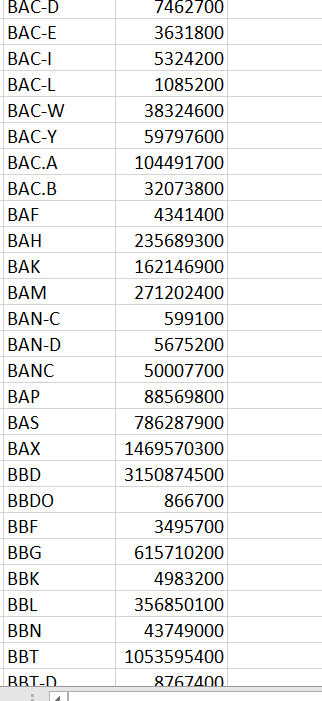 BAC-D 7462700
BAC-E 3631800
BAC-I 5324200
BAC-L 1085200
BAC-W 38324600
BAC-Y 59797600
BAC.A 104491700
BAC.B 32073800
BAF 4341400
BAH 235689300
BAK 162146900
BAM 271202400
BAN-C 599100
BAN-D 5675200
BANC 50007700
BAP 88569800
BAS 786287900
BAX 1469570300
BBD 3150874500
BBDO 866700
BBF 3495700
BBG 615710200
BBK 4983200
BBL 356850100
BBN 43749000
BBT 1053595400
BBT-D 8767400